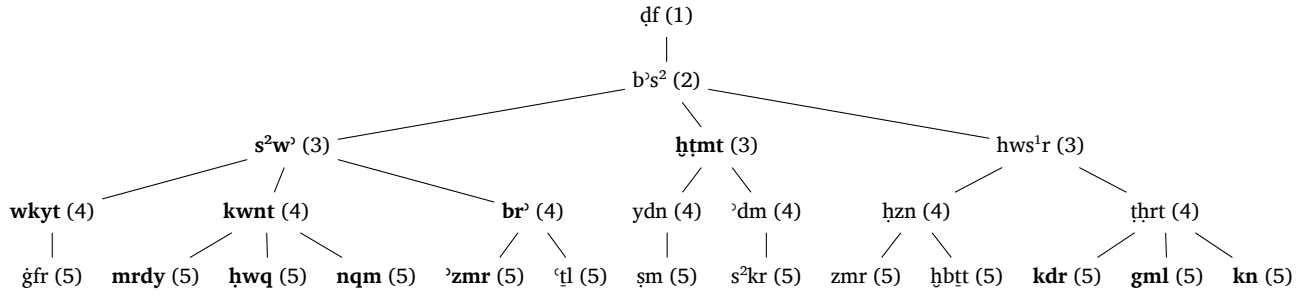 ḍf (1)
bʾs² (2)
s²wʾ (3) ḫṭmt (3) hws¹r (3)
wkyt (4) kwnt (4) brʾ (4) ydn (4) ʾdm (4) ḥzn (4) ṭḥrt (4)
ġfr (5) mrdy (5) ḥwq (5) nqm (5) ʾzmr (5) ʿṯl (5) ṣm (5) s²kr (5) zmr (5) ḫbṯt (5) kdr (5) gml (5) kn (5)